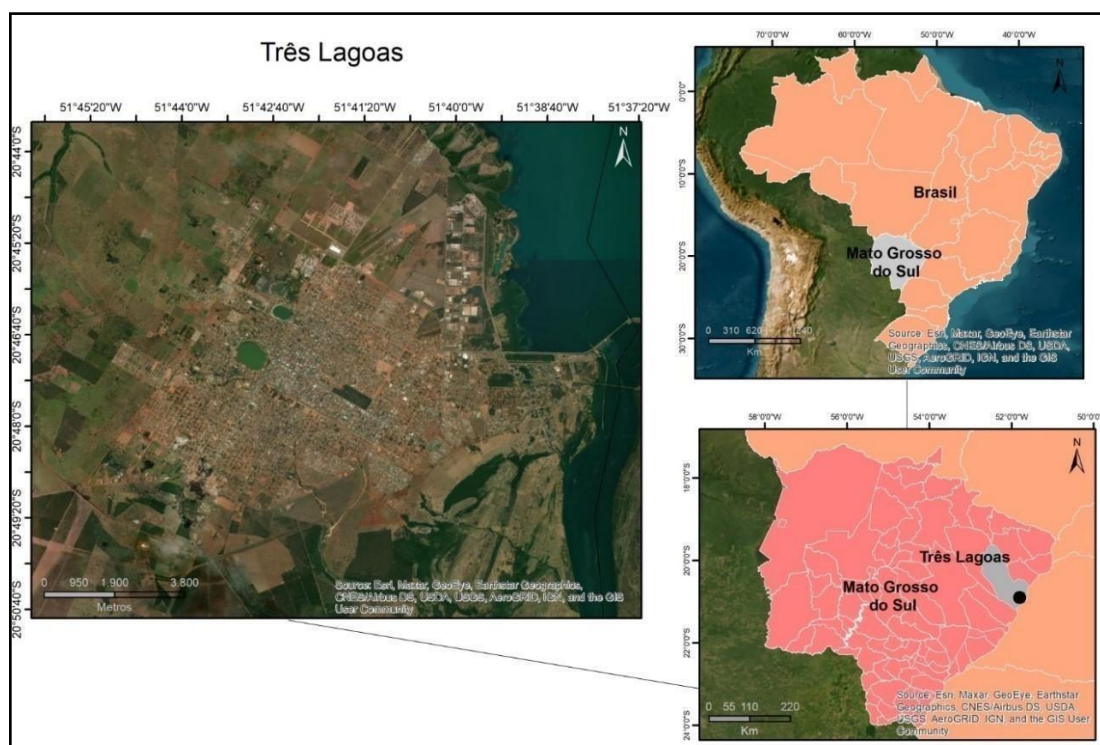 Três Lagoas
51°45'20"W 51°44'0"W 51°42'40"W 51°41'20"W 51°40'0"W 51°38'40"W 51°37'20"W
20°44'0"S
20°45'20"S
20°46'40"S
20°48'0"S
20°49'20"S
20°50'40"S
N
0 950 1.900 3.800
Metros
Source: Esri, Maxar, GeoEye, Earthstar Geographics,
CNES/Airbus DS, USDA, USGS, AeroGRID, IGN, and the GIS
User Community
70°0'0"W 60°0'0"W 50°0'0"W 40°0'0"W
0°0'0"
10°0'0"S
20°0'0"S
30°0'0"S
N
Brasil
Mato Grosso
do Sul
0 310 620 1.240
Km
Source: Esri, Maxar, GeoEye, Earthstar
Geographics, CNES/Airbus DS, USDA,
USGS, AeroGRID, IGN, and the GIS
User Community
58°0'0"W 56°0'0"W 54°0'0"W 52°0'0"W 50°0'0"W
18°0'0"S
20°0'0"S
22°0'0"S
24°0'0"S
N
Três Lagoas
Mato Grosso
do Sul
0 55 110 220
Km
Source: Esri, Maxar, GeoEye, Earthstar
Geographics, CNES/Airbus DS, USDA,
USGS, AeroGRID, IGN, and the GIS User
Community